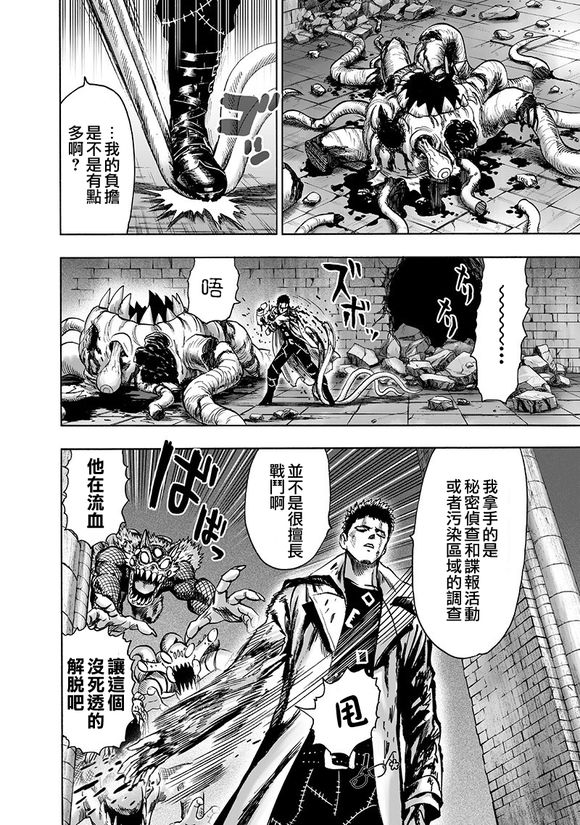 …我的負擔
是不是有點
多啊？
ゴゴ
メリ
メリ
ズボッ
唔
我拿手的是
秘密偵查和諜報活動
或者污染區域的調查
並不是很擅長
戰鬥啊
ばばっ
他在流血
讓這個
沒死透的
解脫吧
甩